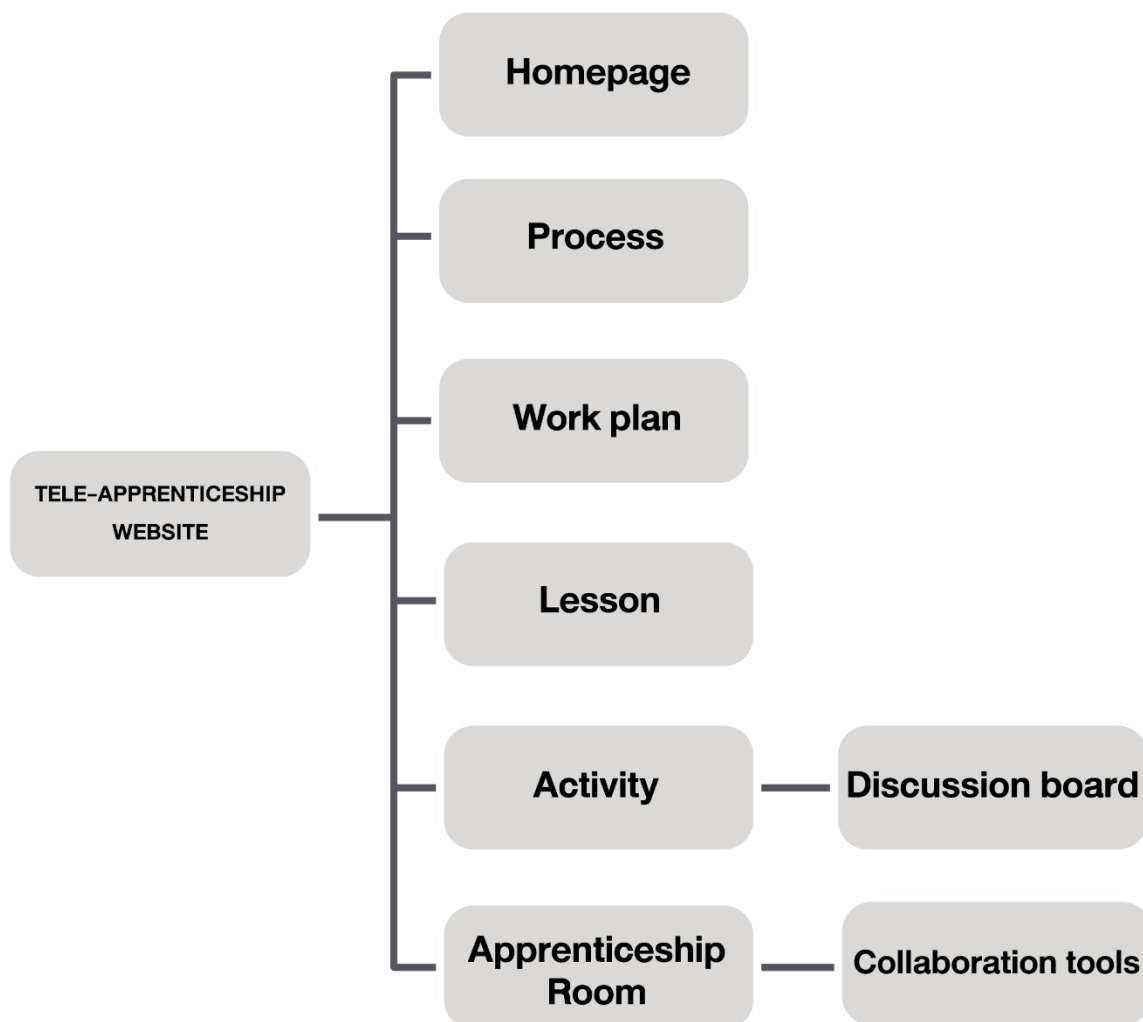 Homepage
Process
Work plan
TELE–APPRENTICESHIP
WEBSITE
Lesson
Activity
Discussion board
Apprenticeship
Room
Collaboration tools